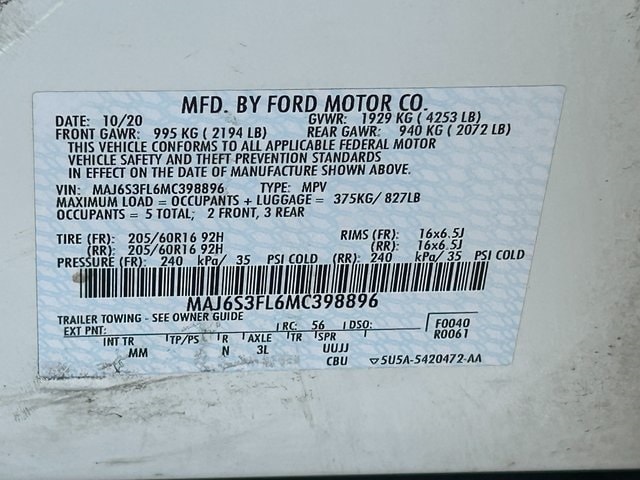 MFD. BY FORD MOTOR CO.
DATE: 10/20 GVWR: 1929 KG ( 4253 LB)
FRONT GAWR: 995 KG ( 2194 LB) REAR GAWR: 940 KG ( 2072 LB)
THIS VEHICLE CONFORMS TO ALL APPLICABLE FEDERAL MOTOR
VEHICLE SAFETY AND THEFT PREVENTION STANDARDS
IN EFFECT ON THE DATE OF MANUFACTURE SHOWN ABOVE.
VIN: MAJ6S3FL6MC398896 TYPE: MPV
MAXIMUM LOAD = OCCUPANTS + LUGGAGE = 375KG/ 827LB
OCCUPANTS = 5 TOTAL; 2 FRONT, 3 REAR
TIRE (FR): 205/60R16 92H RIMS (FR): 16x6.5J
(RR): 205/60R16 92H (RR): 16x6.5J
PRESSURE (FR): 240 kPa/ 35 PSI COLD (RR): 240 kPa/ 35 PSI COLD
MAJ6S3FL6MC398896
TRAILER TOWING - SEE OWNER GUIDE
EXT PNT: RC: 56 DSO: F0040
R0061
INT TR TP/PS R AXLE TR SPR
MM N 3L UUJJ
CBU 5U5A-5420472-AA